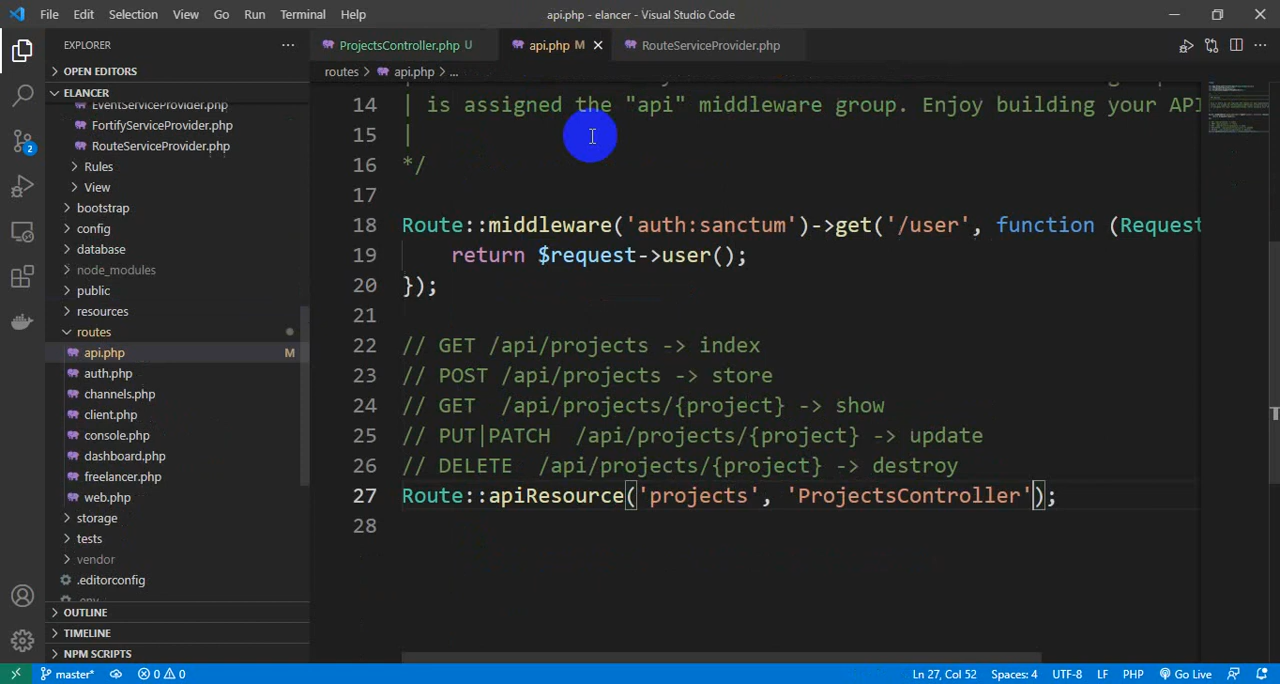 File Edit Selection View Go Run Terminal Help
api.php - elancer - Visual Studio Code
EXPLORER
OPEN EDITORS
ELANCER
EventServiceProvider.php
FortifyServiceProvider.php
RouteServiceProvider.php
Rules
View
bootstrap
config
database
node_modules
public
resources
routes
api.php M
auth.php
channels.php
client.php
console.php
dashboard.php
freelancer.php
web.php
storage
tests
vendor
.editorconfig
OUTLINE
TIMELINE
NPM SCRIPTS
2
ProjectsController.php U
api.php M
RouteServiceProvider.php
routes > api.php > ...
14 | is assigned the "api" middleware group. Enjoy building your API
15 |
16 */
17
18 Route::middleware('auth:sanctum')->get('/user', function (Request
19 return $request->user();
20 });
21
22 // GET /api/projects -> index
23 // POST /api/projects -> store
24 // GET  /api/projects/{project} -> show
25 // PUT|PATCH  /api/projects/{project} -> update
26 // DELETE  /api/projects/{project} -> destroy
27 Route::apiResource('projects', 'ProjectsController');
28
master* 0 0 Ln 27, Col 52 Spaces: 4 UTF-8 LF PHP Go Live